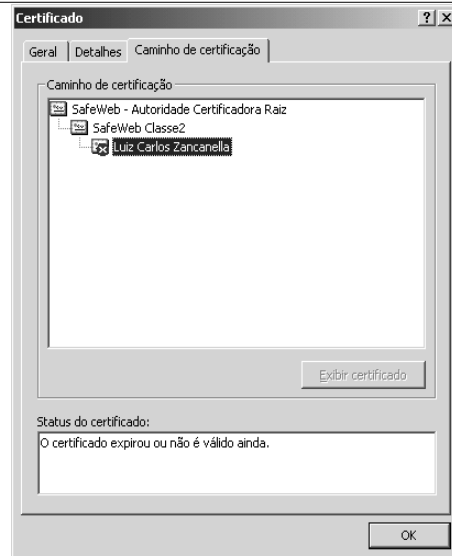 Certificado
Geral Detalhes Caminho de certificação
Caminho de certificação
SafeWeb - Autoridade Certificadora Raiz
SafeWeb Classe2
Luiz Carlos Zancanella
Exibir certificado
Status do certificado:
O certificado expirou ou não é válido ainda.
OK